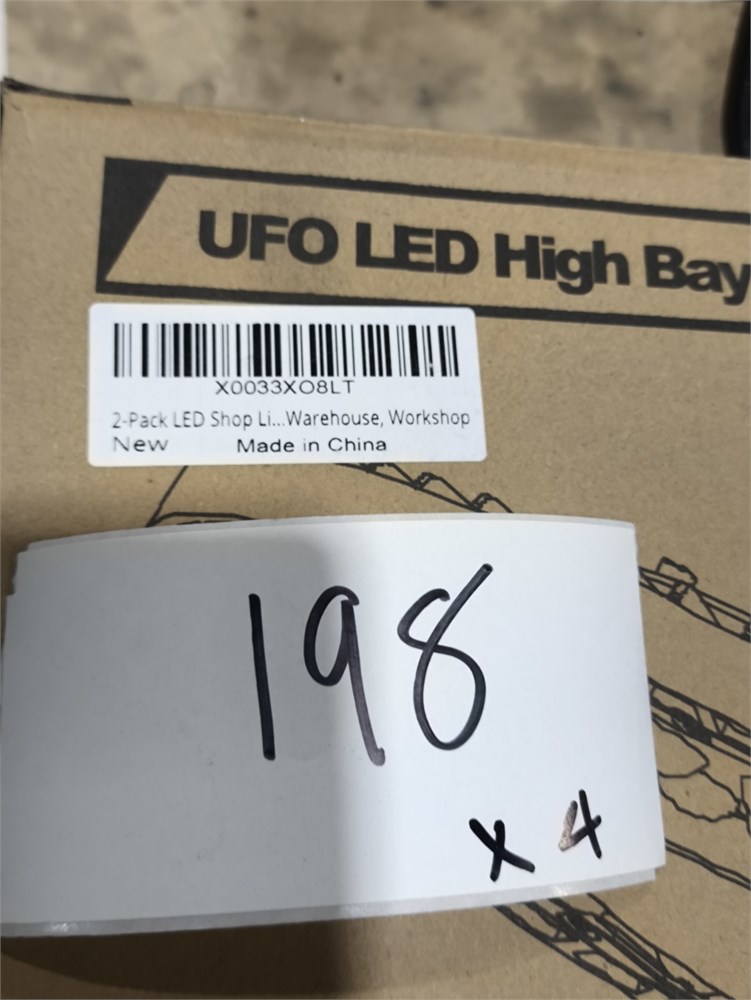 UFO LED High Bay
X0033XO8LT
2-Pack LED Shop Li...Warehouse, Workshop
New Made in China
198
x 4